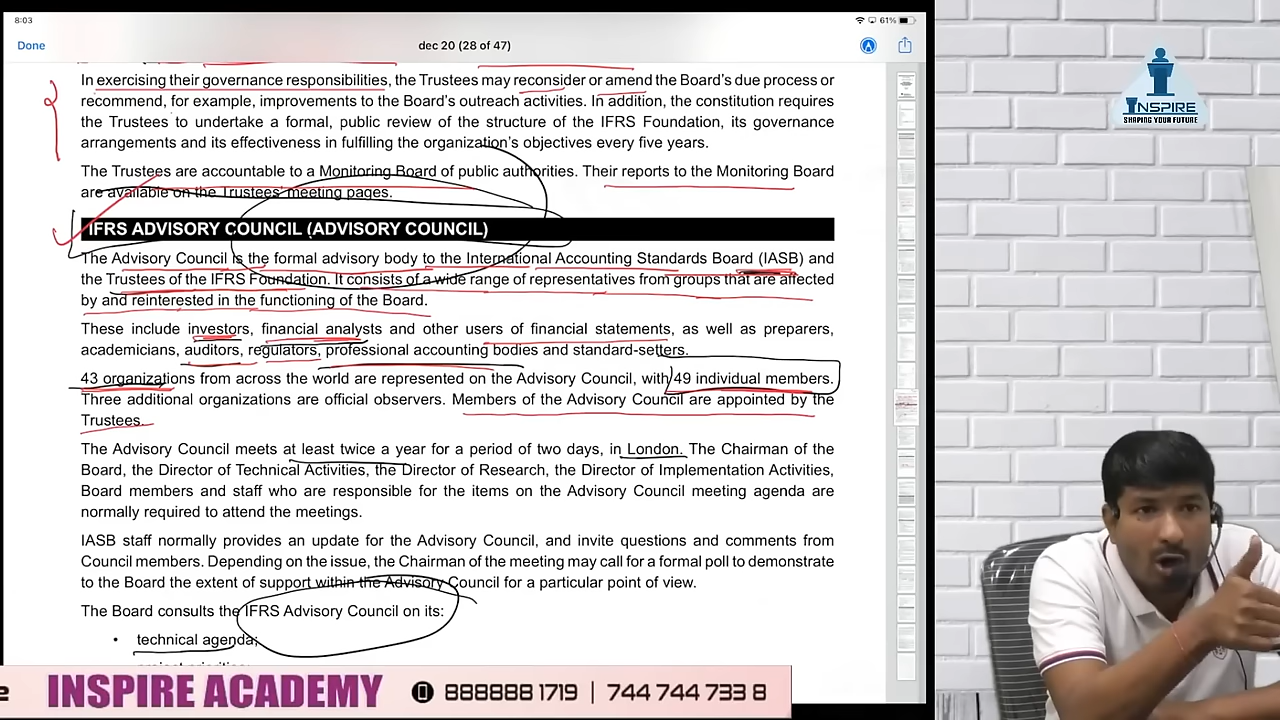 8:03
61%
Done
dec 20 (28 of 47)
In exercising their governance responsibilities, the Trustees may reconsider or amend the Board's due process or
recommend, for example, improvements to the Board's outreach activities. In addition, the constitution requires
the Trustees to undertake a formal, public review of the structure of the IFRS Foundation, its governance
arrangements and its effectiveness in fulfilling the organization's objectives every five years.
The Trustees are accountable to a Monitoring Board of public authorities. Their reports to the Monitoring Board
are available on the Trustees meeting pages.
IFRS ADVISORY COUNCIL (ADVISORY COUNCIL)
The Advisory Council is the formal advisory body to the International Accounting Standards Board (IASB) and
the Trustees of the IFRS Foundation. It consists of a wide range of representatives from groups that are affected
by and reinterested in the functioning of the Board.
These include investors, financial analysts and other users of financial statements, as well as preparers,
academicians, auditors, regulators, professional accounting bodies and standard-setters.
43 organizations from across the world are represented on the Advisory Council, with 49 individual members.
Three additional organizations are official observers. Members of the Advisory Council are appointed by the
Trustees.
The Advisory Council meets at least twice a year for a period of two days, in London. The Chairman of the
Board, the Director of Technical Activities, the Director of Research, the Director of Implementation Activities,
Board members and staff who are responsible for the items on the Advisory Council meeting agenda are
normally required to attend the meetings.
IASB staff normally provides an update for the Advisory Council, and invite questions and comments from
Council members. Depending on the issue, the Chairman of the meeting may call for a formal poll to demonstrate
to the Board the extent of support within the Advisory Council for a particular point of view.
The Board consults the IFRS Advisory Council on its:
• technical agenda;
INSPIRE
SHAPING YOUR FUTURE
INSPIRE ACADEMY 888888 1719 | 744 744 733 8